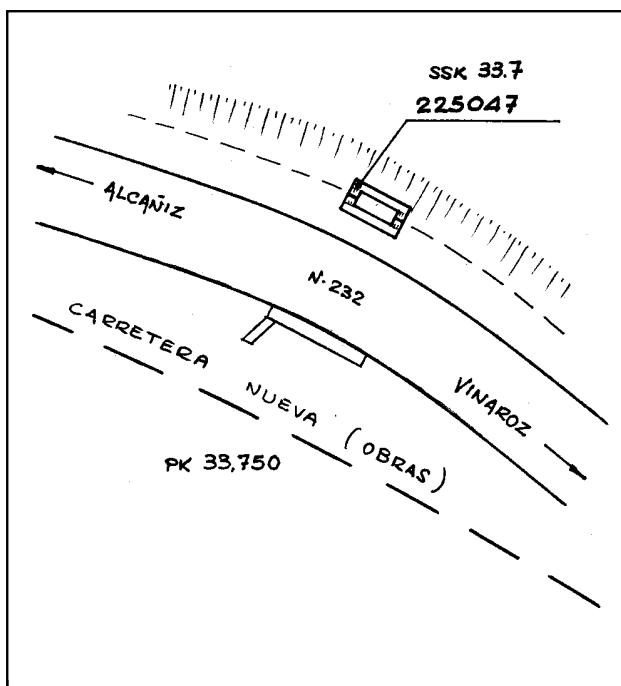 SSK 33.7
225047
ALCAÑIZ
N-232
CARRETERA NUEVA (OBRAS)
VINAROZ
PK 33,750